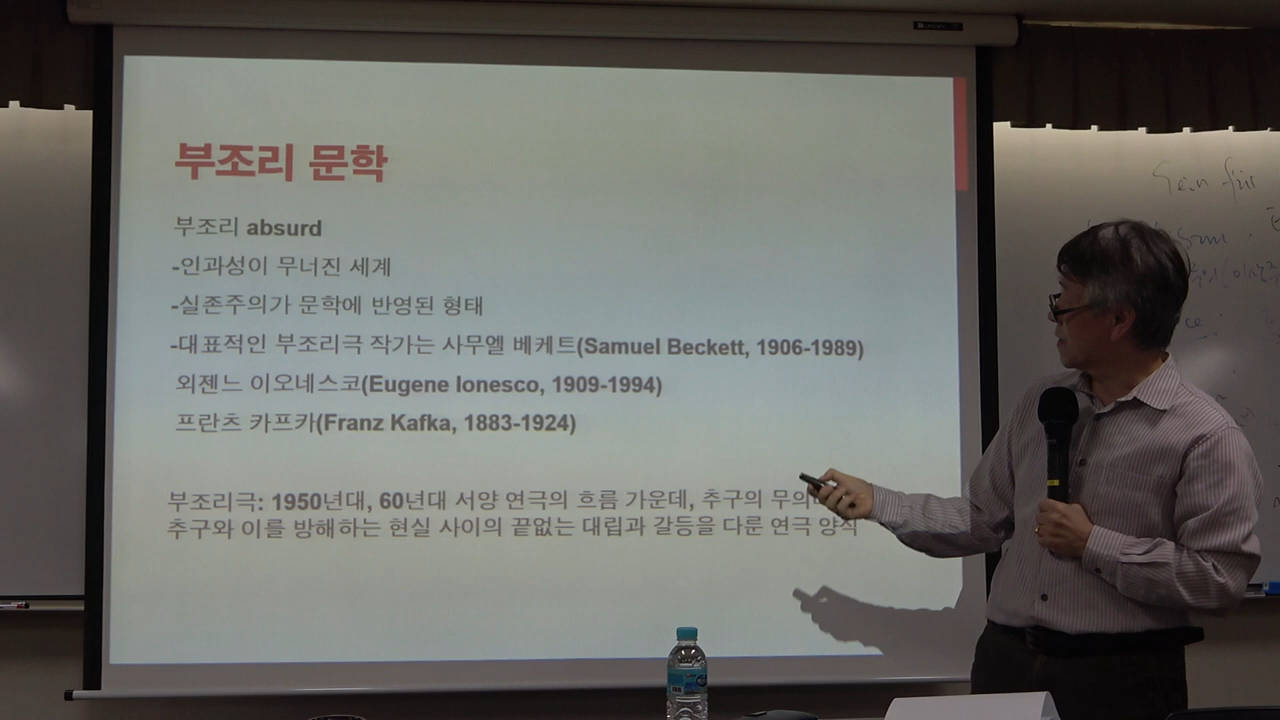 부조리 문학
부조리 absurd
-인과성이 무너진 세계
-실존주의가 문학에 반영된 형태
-대표적인 부조리극 작가는 사무엘 베케트(Samuel Beckett, 1906-1989)
외젠느 이오네스코(Eugene Ionesco, 1909-1994)
프란츠 카프카(Franz Kafka, 1883-1924)
부조리극: 1950년대, 60년대 서양 연극의 흐름 가운데, 추구의
추구와 이를 방해하는 현실 사이의 끝없는 대립과 갈등을 다룬 연극 양식
Sein für